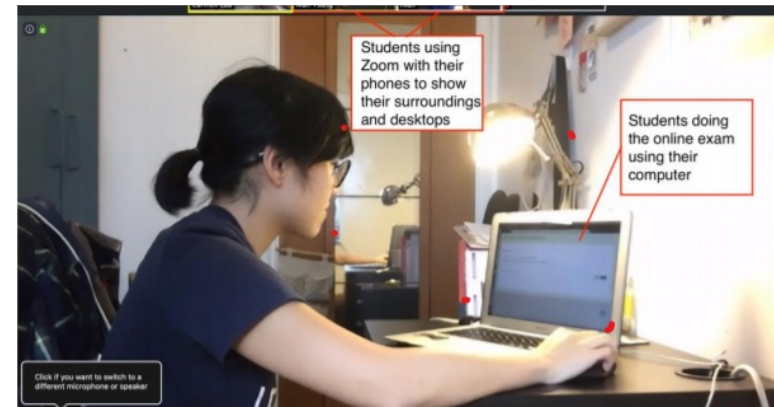 Students using
Zoom with their
phones to show
their surroundings
and desktops
Students doing
the online exam
using their
computer
Click if you want to switch to a
different microphone or speaker